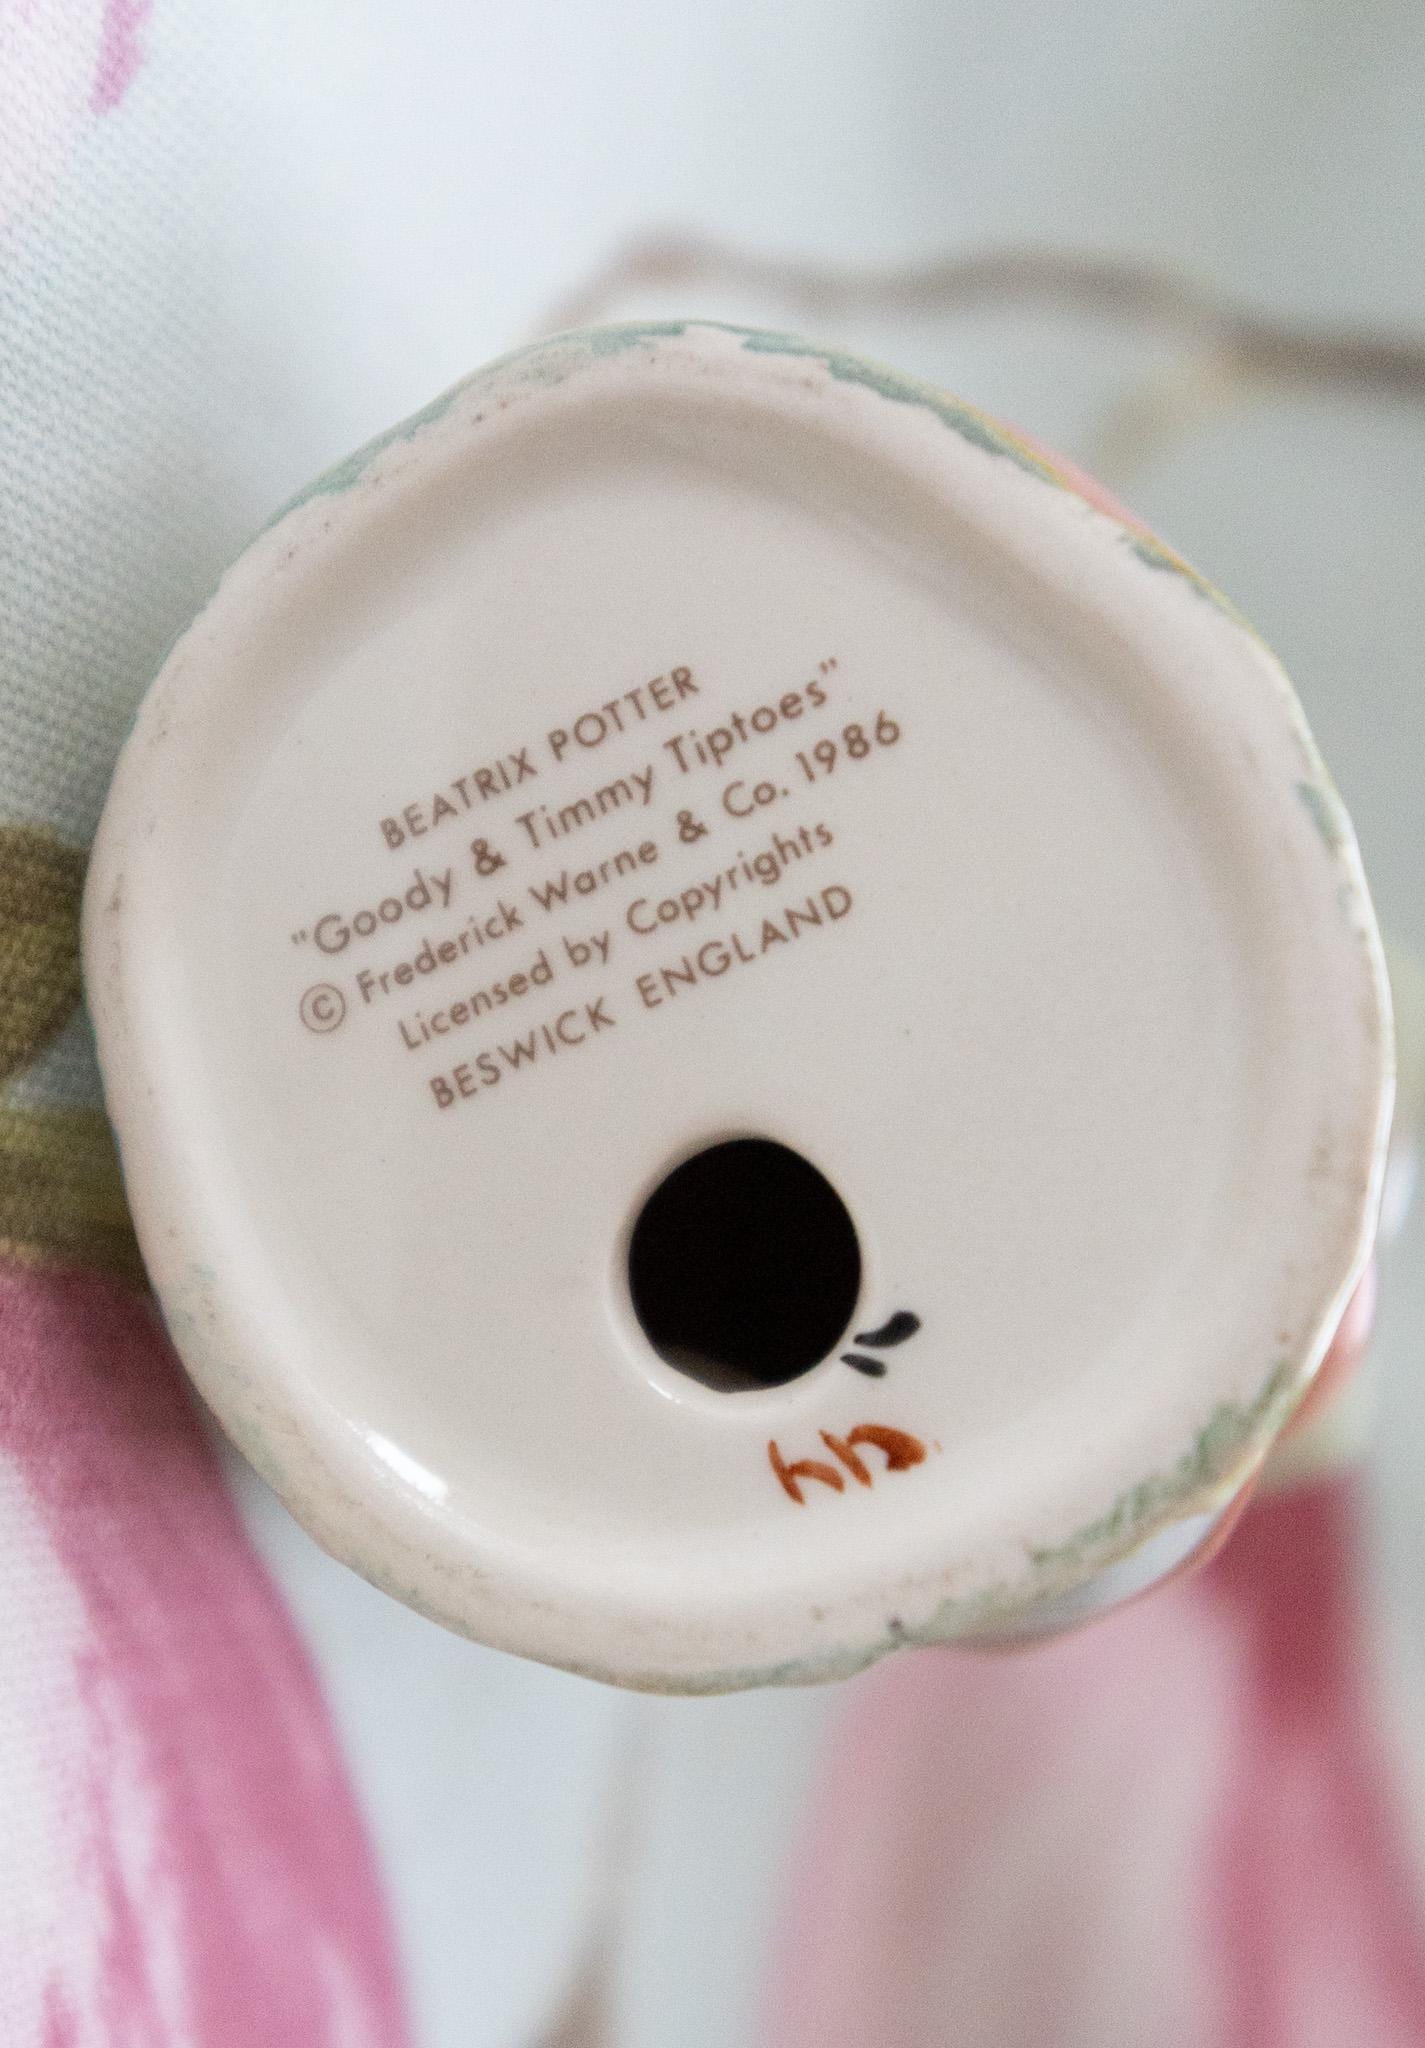 BEATRIX POTTER
"Goody & Timmy Tiptoes"
© Frederick Warne & Co. 1986
Licensed by Copyrights
BESWICK ENGLAND